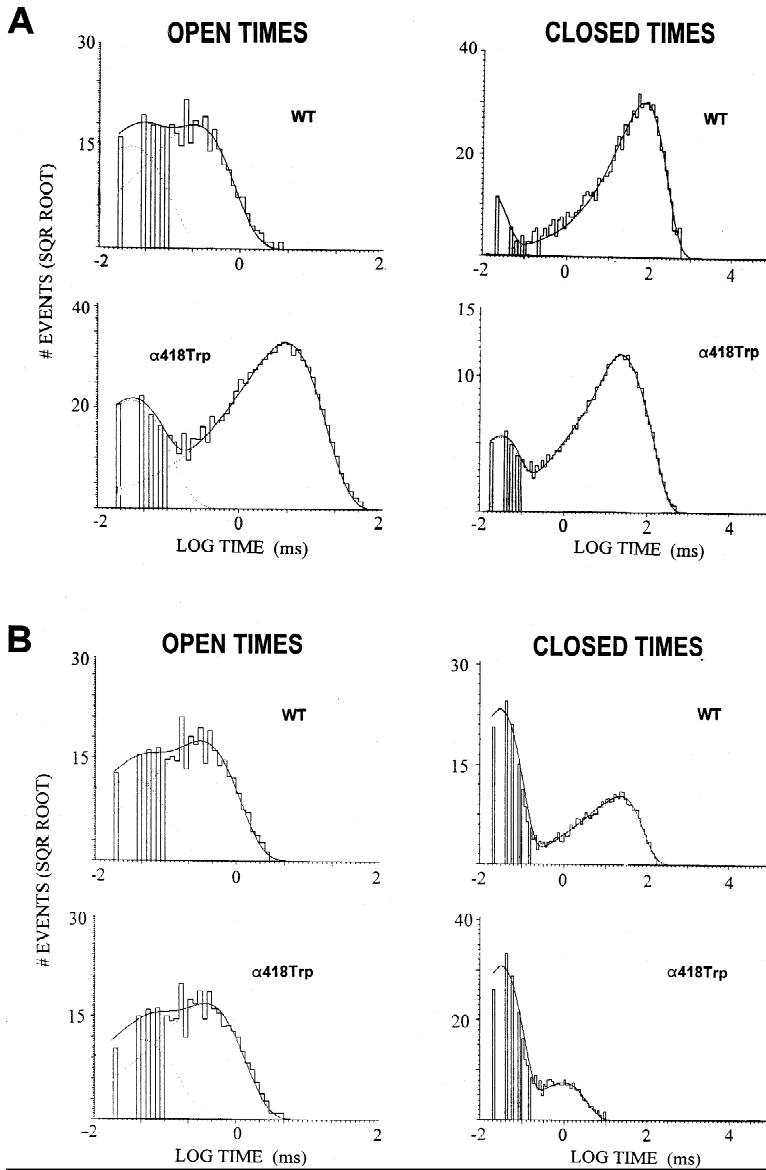 A
OPEN TIMES
CLOSED TIMES
30
15
-2
0
2
WT
40
20
-2
0
2
4
WT
# EVENTS (SQR ROOT)
40
20
-2
0
2
α418Trp
LOG TIME (ms)
15
10
-2
0
2
4
α418Trp
LOG TIME (ms)
B
OPEN TIMES
CLOSED TIMES
30
15
-2
0
2
WT
30
15
-2
0
2
4
WT
# EVENTS (SQR ROOT)
30
15
-2
0
2
α418Trp
LOG TIME (ms)
40
20
-2
0
2
4
α418Trp
LOG TIME (ms)